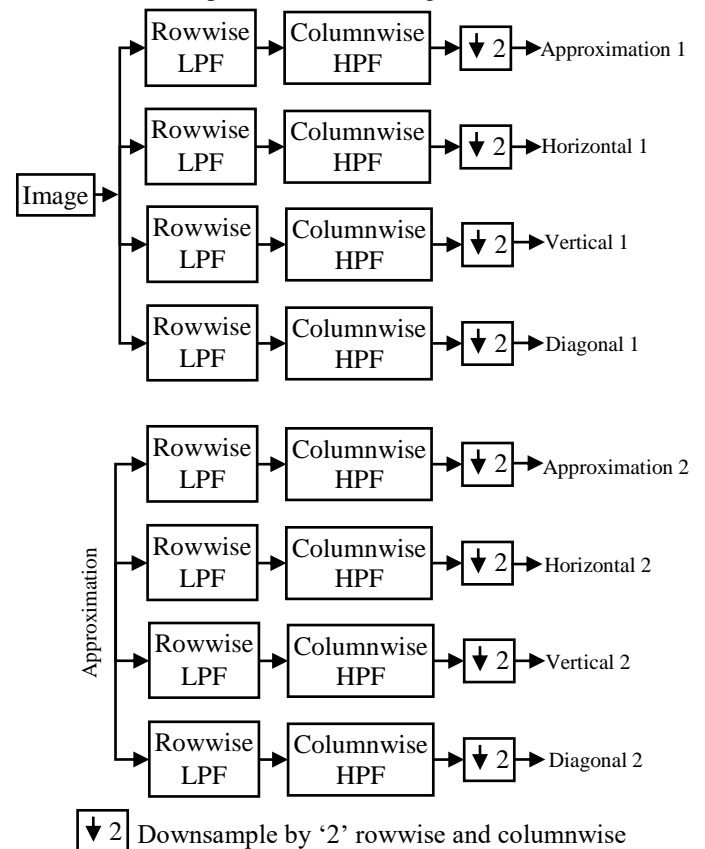 Rowwise
LPF
Columnwise
HPF
2
Approximation 1
Rowwise
LPF
Columnwise
HPF
2
Horizontal 1
Image
Rowwise
LPF
Columnwise
HPF
2
Vertical 1
Rowwise
LPF
Columnwise
HPF
2
Diagonal 1
Approximation
Rowwise
LPF
Columnwise
HPF
2
Approximation 2
Rowwise
LPF
Columnwise
HPF
2
Horizontal 2
Rowwise
LPF
Columnwise
HPF
2
Vertical 2
Rowwise
LPF
Columnwise
HPF
2
Diagonal 2
2 Downsample by ‘2’ rowwise and columnwise